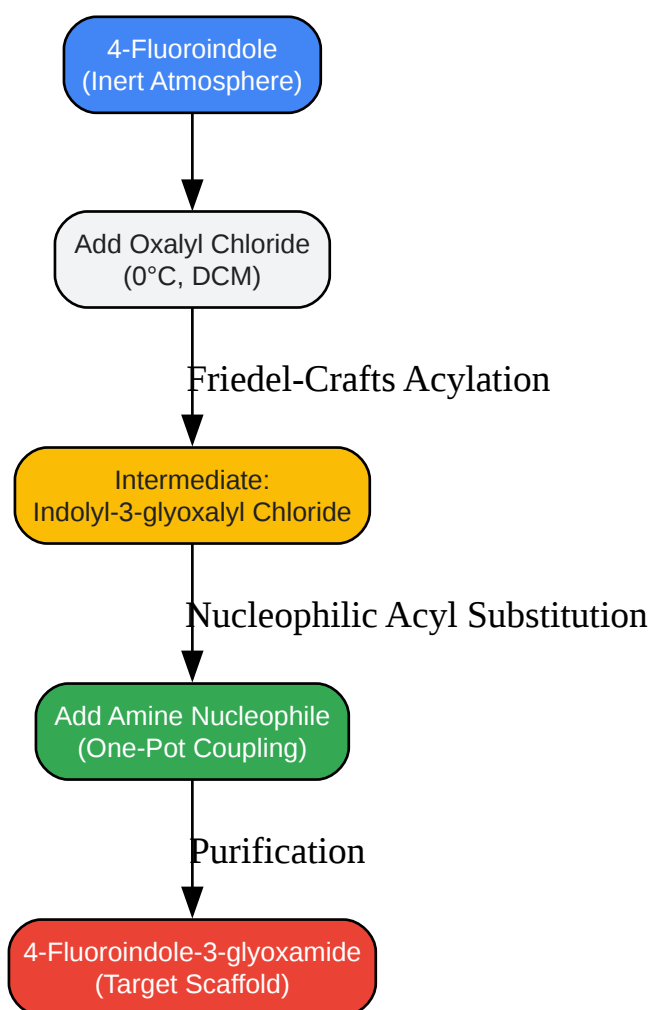 4-Fluoroindole
(Inert Atmosphere)
Add Oxalyl Chloride
(0°C, DCM)
Friedel-Crafts Acylation
Intermediate:
Indolyl-3-glyoxalyl Chloride
Nucleophilic Acyl Substitution
Add Amine Nucleophile
(One-Pot Coupling)
Purification
4-Fluoroindole-3-glyoxamide
(Target Scaffold)